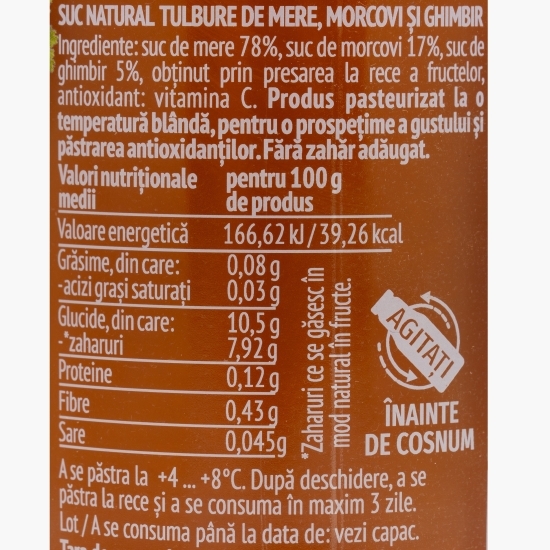 SUC NATURAL TULBURE DE MERE, MORCOVI ȘI GHIMBIR
Ingrediente: suc de mere 78%, suc de morcovi 17%, suc de
ghimbir 5%, obținut prin presarea la rece a fructelor,
antioxidant: vitamina C. Produs pasteurizat la o
temperatură blândă, pentru o prospețime a gustului și
păstrarea antioxidanților. Fără zahăr adăugat.
Valori nutriționale medii pentru 100 g de produs
Valoare energetică 166,62 kJ / 39,26 kcal
Grăsime, din care: 0,08 g
-acizi grași saturați 0,03 g
Glucide, din care: 10,5 g
-*zaharuri 7,92 g
Proteine 0,12 g
Fibre 0,43 g
Sare 0,045g
*Zaharuri ce se găsesc în
mod natural în fructe.
AGITAȚI
ÎNAINTE
DE COSNUM
A se păstra la +4 ... +8°C. După deschidere, a se
păstra la rece și a se consuma în maxim 3 zile.
Lot / A se consuma până la data de: vezi capac.